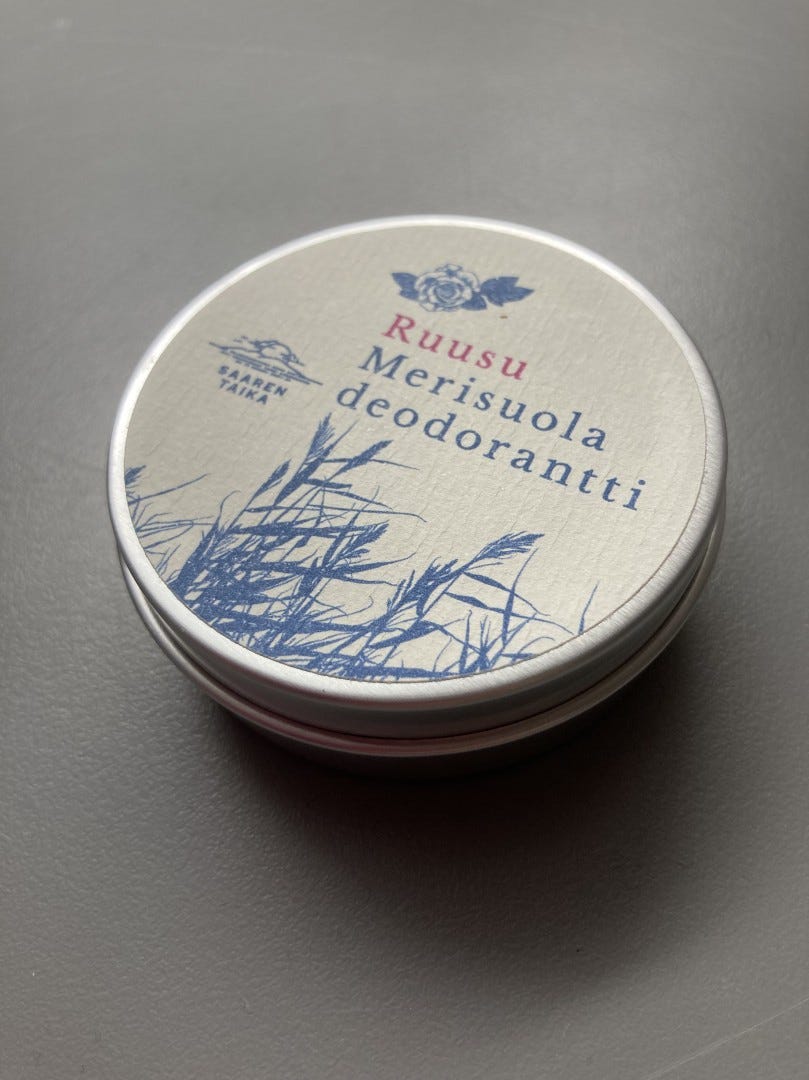 Ruusu
Merisuola
deodorantti
SAAREN
TAIKA